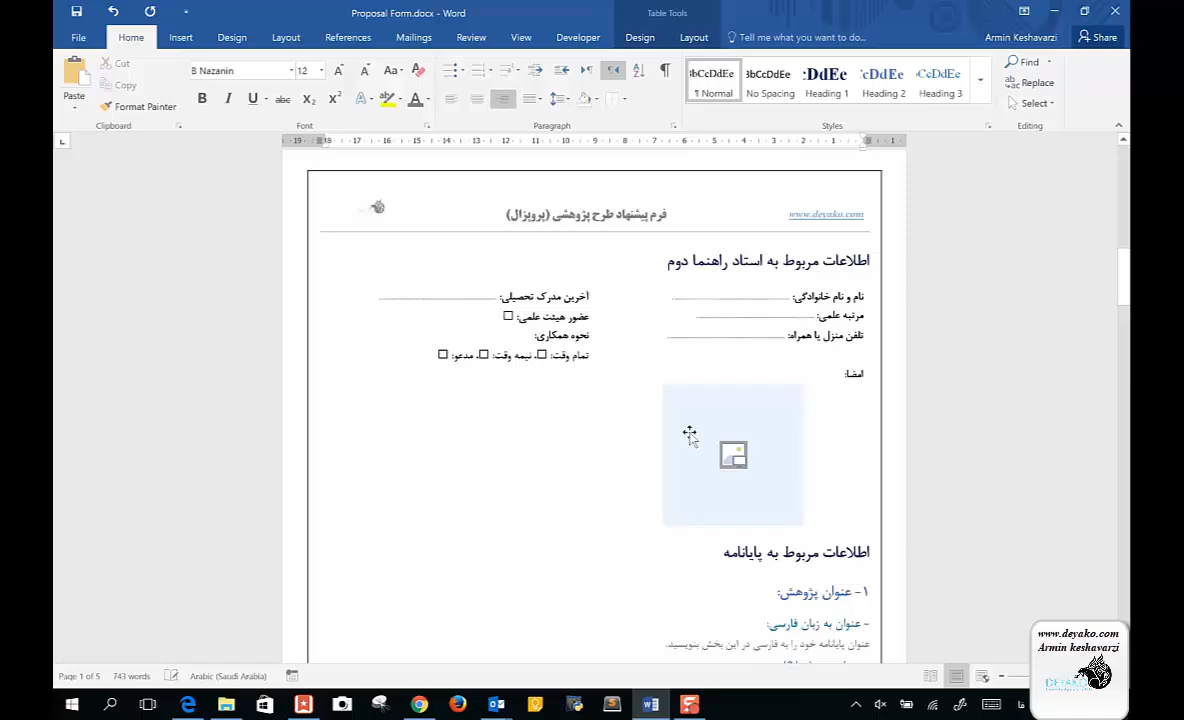 Proposal Form.docx - Word
Table Tools
File
Home
Insert
Design
Layout
References
Mailings
Review
View
Developer
Design
Layout
Tell me what you want to do...
Armin Keshavarzi
Share
Paste
Cut
Copy
Format Painter
Clipboard
B Nazanin
12
Font
Paragraph
¶ Normal
No Spacing
Heading 1
Heading 2
Heading 3
Styles
Find
Replace
Select
Editing
www.deyako.com
فرم پیشنهاد طرح پژوهشی (پروپزال)
اطلاعات مربوط به استاد راهنما دوم
نام و نام خانوادگی:
آخرین مدرک تحصیلی:
مرتبه علمی:
عضور هیئت علمی: ☐
تلفن منزل یا همراه:
نحوه همکاری:
تمام وقت: ☐، نیمه وقت: ☐، مدعو: ☐
امضا:
اطلاعات مربوط به پایانامه
۱- عنوان پژوهش:
- عنوان به زبان فارسی:
عنوان پایانامه خود را به فارسی در این بخش بنویسید.
Page 1 of 5
743 words
Arabic (Saudi Arabia)
www.deyako.com
Armin keshavarzi
DEYAKO